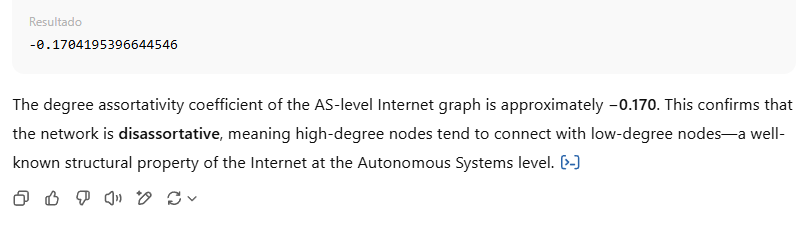 Resultado
-0.1704195396644546
The degree assortativity coefficient of the AS-level Internet graph is approximately −0.170. This confirms that
the network is disassortative, meaning high-degree nodes tend to connect with low-degree nodes—a well-
known structural property of the Internet at the Autonomous Systems level. [>-]